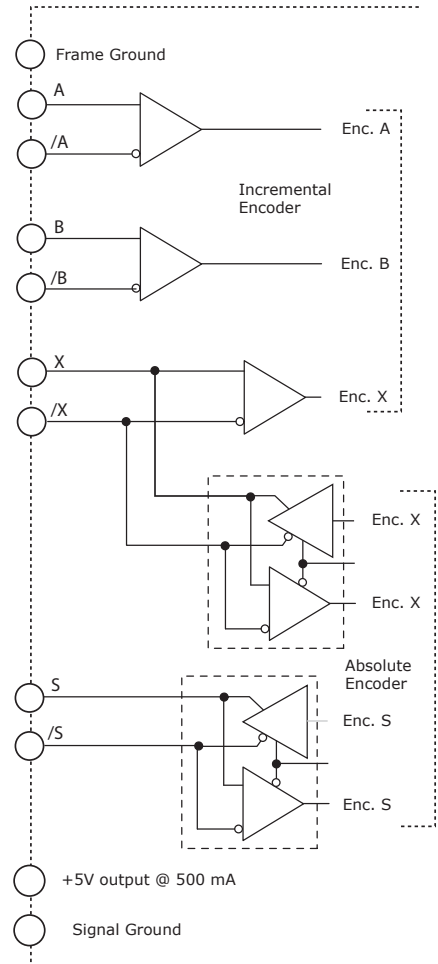 Frame Ground
A
/A
Enc. A
Incremental
Encoder
B
/B
Enc. B
X
/X
Enc. X
Enc. X
Enc. X
Absolute
Encoder
S
/S
Enc. S
Enc. S
+5V output @ 500 mA
Signal Ground